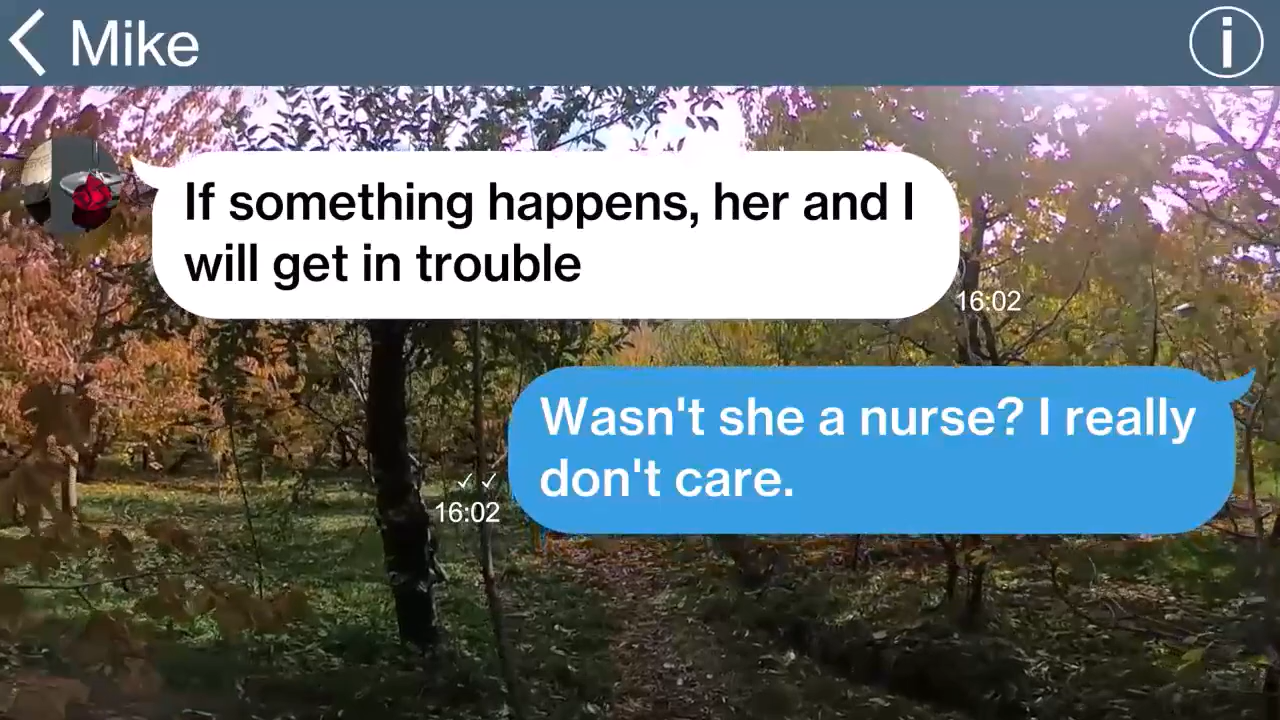 Mike
If something happens, her and I
will get in trouble
16:02
Wasn't she a nurse? I really
don't care.
16:02